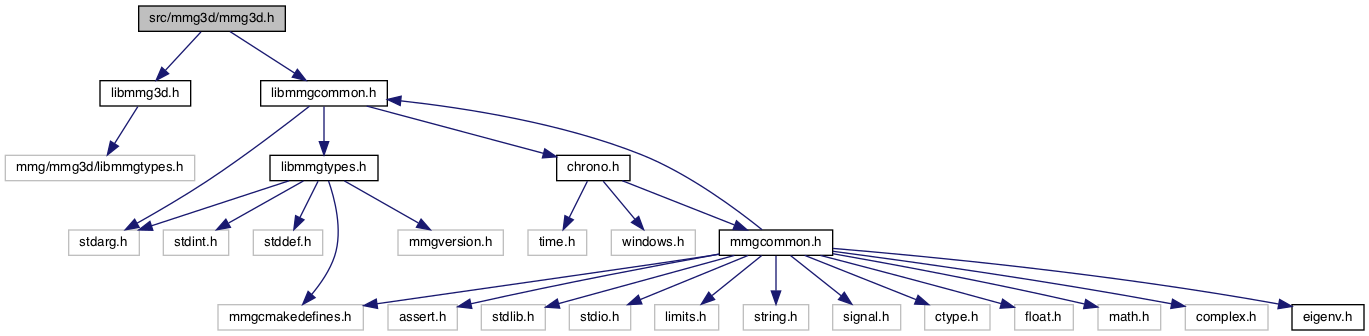 src/mmg3d/mmg3d.h
libmmg3d.h
libmmgcommon.h
mmg/mmg3d/libmmgtypes.h
libmmgtypes.h
chrono.h
stdarg.h
stdint.h
stddef.h
mmgversion.h
time.h
windows.h
mmgcommon.h
mmgcmakedefines.h
assert.h
stdlib.h
stdio.h
limits.h
string.h
signal.h
ctype.h
float.h
math.h
complex.h
eigenv.h